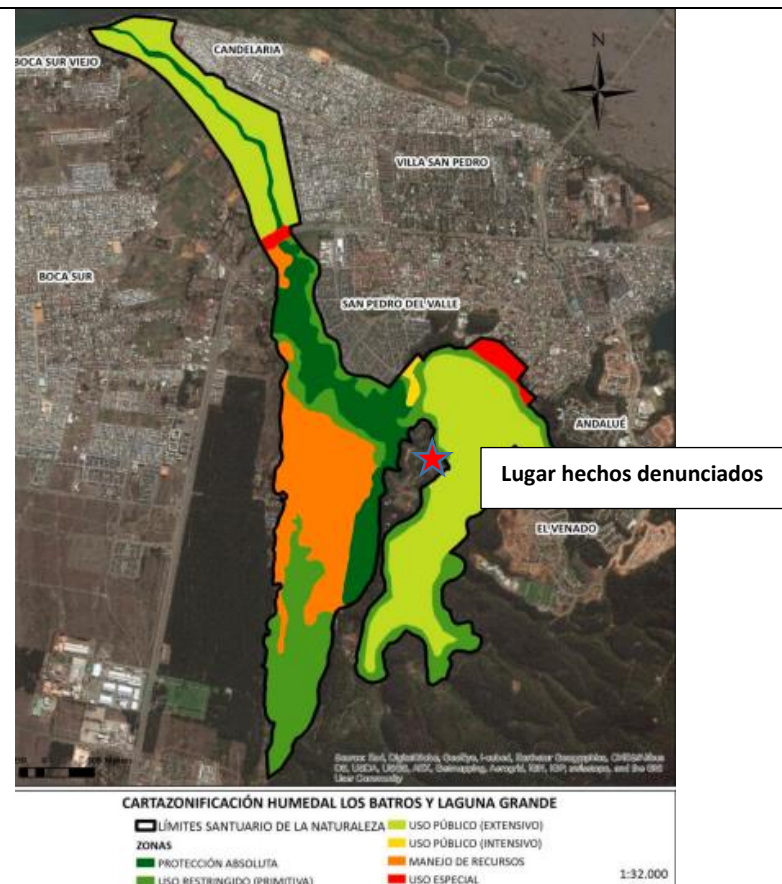 CANDELARIA
N
BOCA SUR VIEJO
VILLA SAN PEDRO
BOCA SUR
SAN PEDRO DEL VALLE
ANDALUÉ
Lugar hechos denunciados
EL VENADO
User Community
CARTAZONIFICACIÓN HUMEDAL LOS BATROS Y LAGUNA GRANDE
LÍMITES SANTUARIO DE LA NATURALEZA
USO PÚBLICO (EXTENSIVO)
ZONAS
USO PÚBLICO (INTENSIVO)
PROTECCIÓN ABSOLUTA
MANEJO DE RECURSOS
USO RESTRINGIDO (PRIMITIVA)
USO ESPECIAL
1:32.000